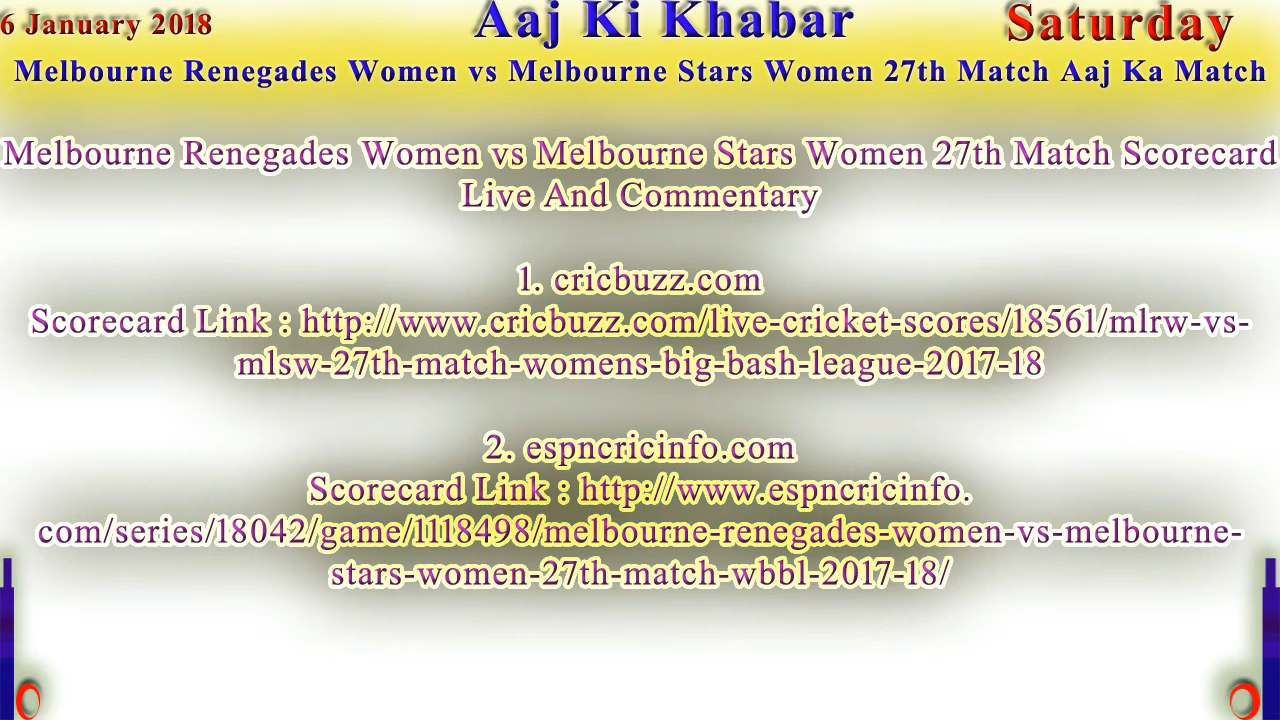 6 January 2018
Aaj Ki Khabar
Saturday
Melbourne Renegades Women vs Melbourne Stars Women 27th Match Aaj Ka Match
Melbourne Renegades Women vs Melbourne Stars Women 27th Match Scorecard
Live And Commentary
1. cricbuzz.com
Scorecard Link : http://www.cricbuzz.com/live-cricket-scores/18561/mlrw-vs-
mlsw-27th-match-womens-big-bash-league-2017-18
2. espncricinfo.com
Scorecard Link : http://www.espncricinfo.
com/series/18042/game/1118498/melbourne-renegades-women-vs-melbourne-
stars-women-27th-match-wbbl-2017-18/